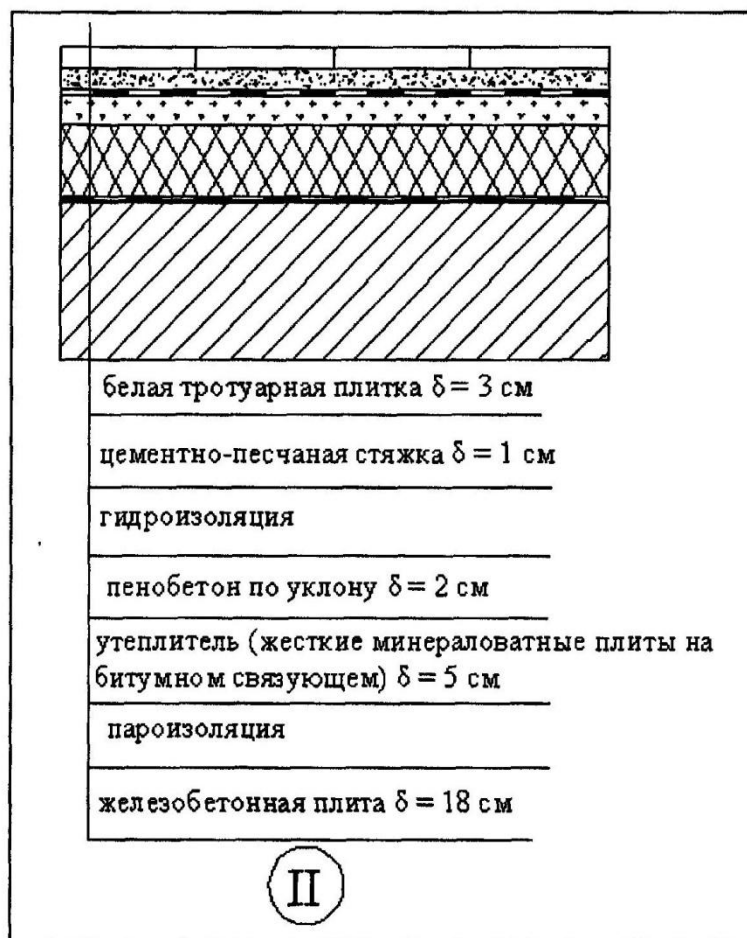 белая тротуарная плитка δ = 3 см
цементно-песчаная стяжка δ = 1 см
гидроизоляция
пенобетон по уклону δ = 2 см
утеплитель (жесткие минераловатные плиты на
битумном связующем) δ = 5 см
пароизоляция
железобетонная плита δ = 18 см
II